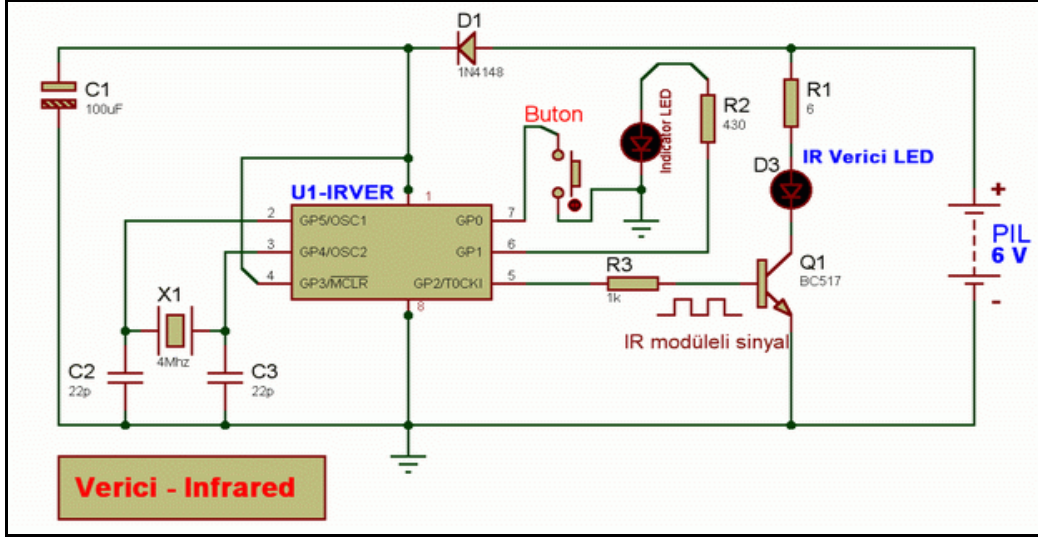 D1
1N4148
C1
100uF
Buton
Indicator LED
R2
430
R1
6
IR Verici LED
D3
U1-IRVER
1
2
GP5/OSC1
GP0
7
3
GP4/OSC2
GP1
6
4
GP3/MCLR
GP2/T0CKI
5
8
R3
1k
Q1
BC517
+
PIL
6 V
-
X1
4Mhz
IR modüleli sinyal
C2
22p
C3
22p
Verici - Infrared